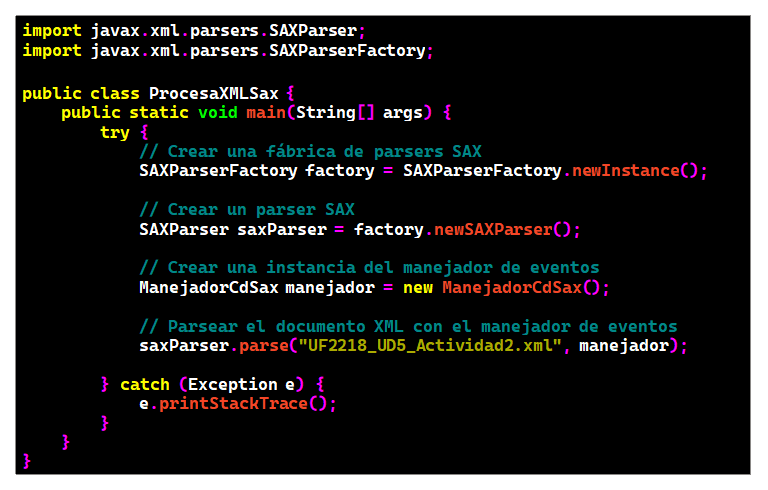 import javax.xml.parsers.SAXParser;
import javax.xml.parsers.SAXParserFactory;

public class ProcesaXMLSax {
    public static void main(String[] args) {
        try {
            // Crear una fábrica de parsers SAX
            SAXParserFactory factory = SAXParserFactory.newInstance();

            // Crear un parser SAX
            SAXParser saxParser = factory.newSAXParser();

            // Crear una instancia del manejador de eventos
            ManejadorCdSax manejador = new ManejadorCdSax();

            // Parsear el documento XML con el manejador de eventos
            saxParser.parse("UF2218_UD5_Actividad2.xml", manejador);

        } catch (Exception e) {
            e.printStackTrace();
        }
    }
}